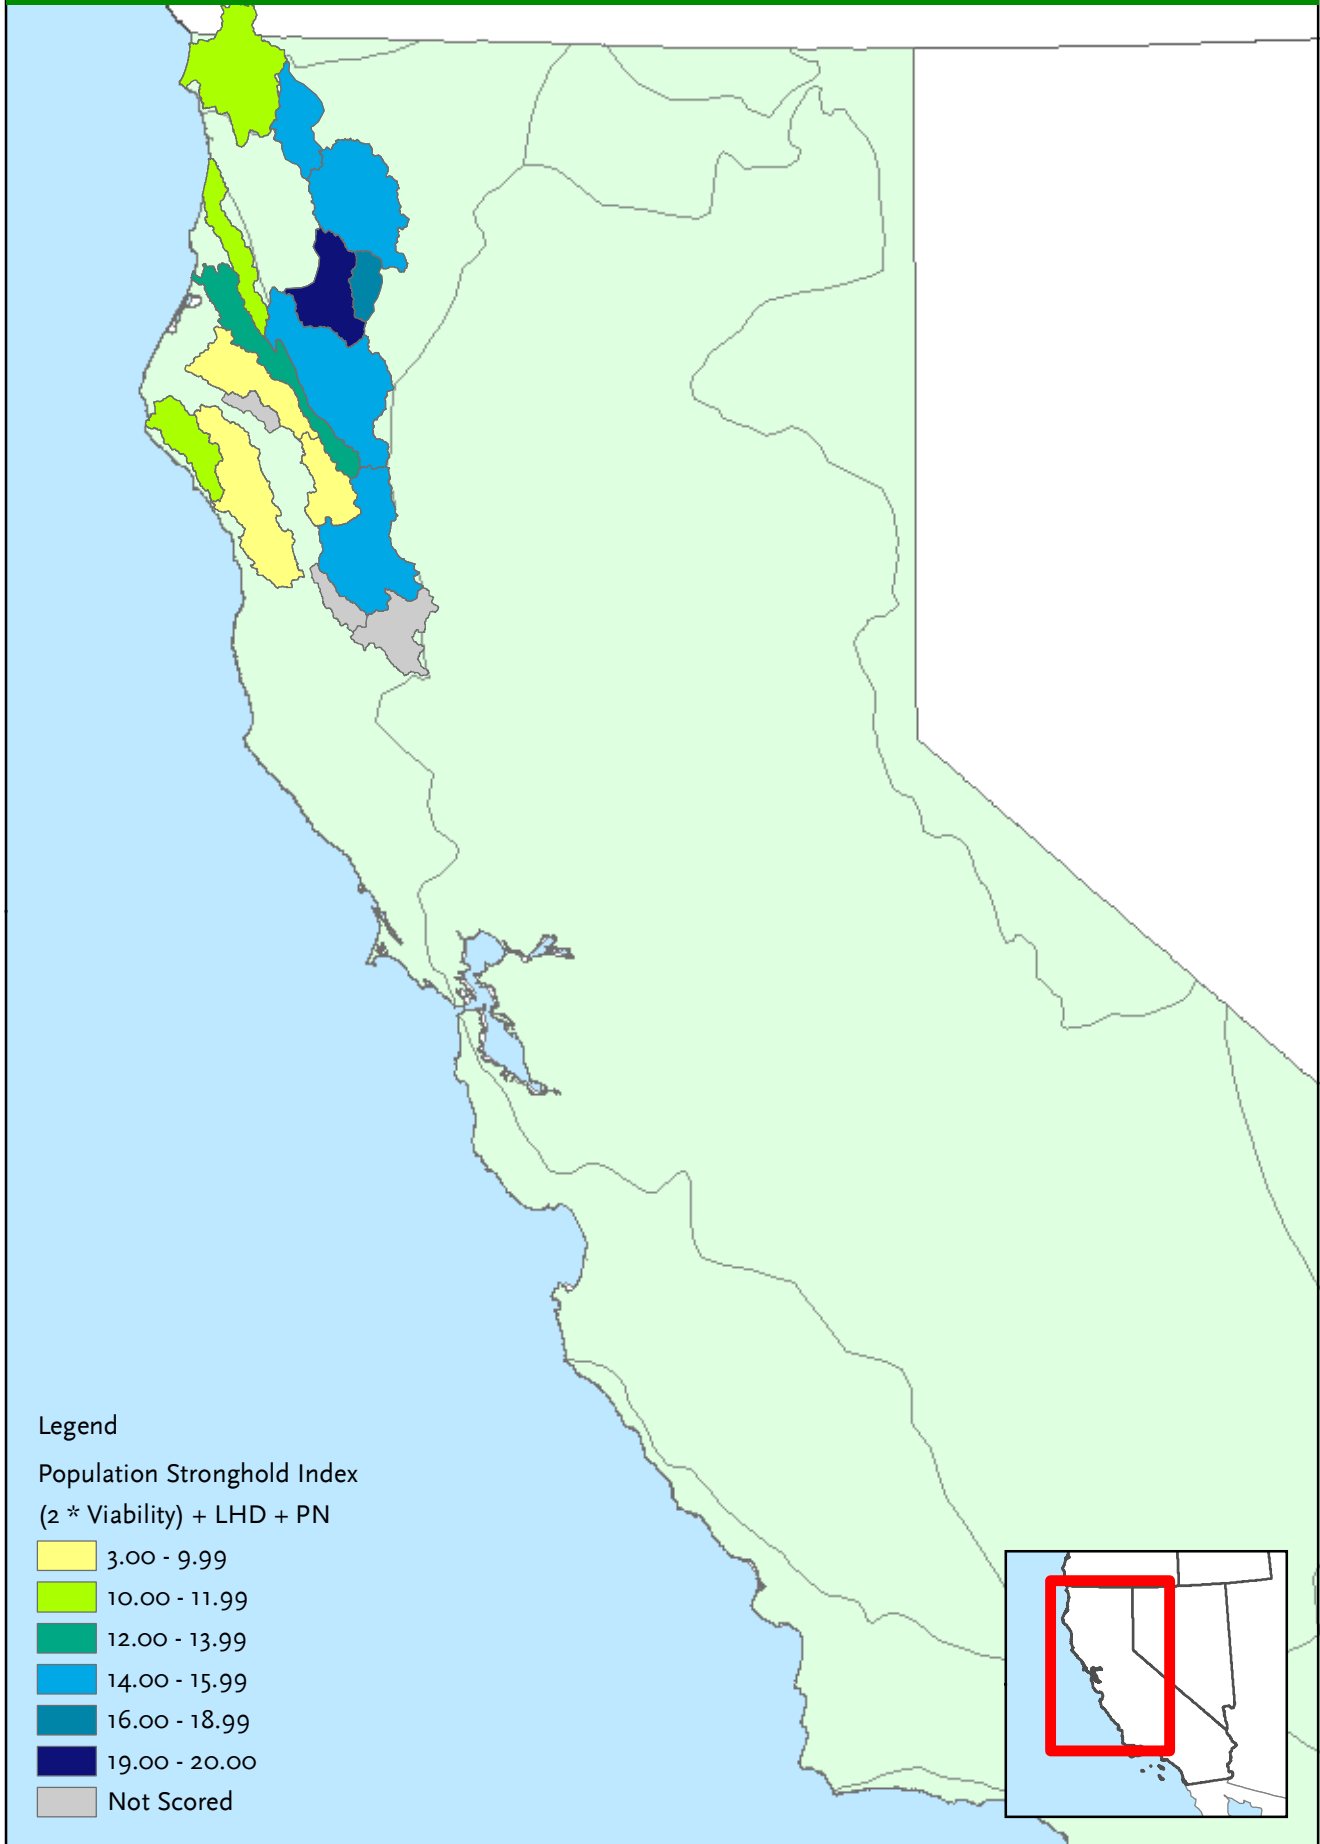 Legend
Population Stronghold Index
(2 * Viability) + LHD + PN
3.00 - 9.99
10.00 - 11.99
12.00 - 13.99
14.00 - 15.99
16.00 - 18.99
19.00 - 20.00
Not Scored